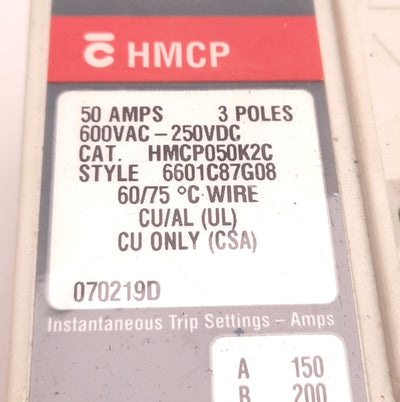 HMCP
50 AMPS 3 POLES
600VAC-250VDC
CAT. HMCP050K2C
STYLE 6601C87G08
60/75 °C WIRE
CU/AL (UL)
CU ONLY (CSA)
070219D
Instantaneous Trip Settings - Amps
A 150
B 200